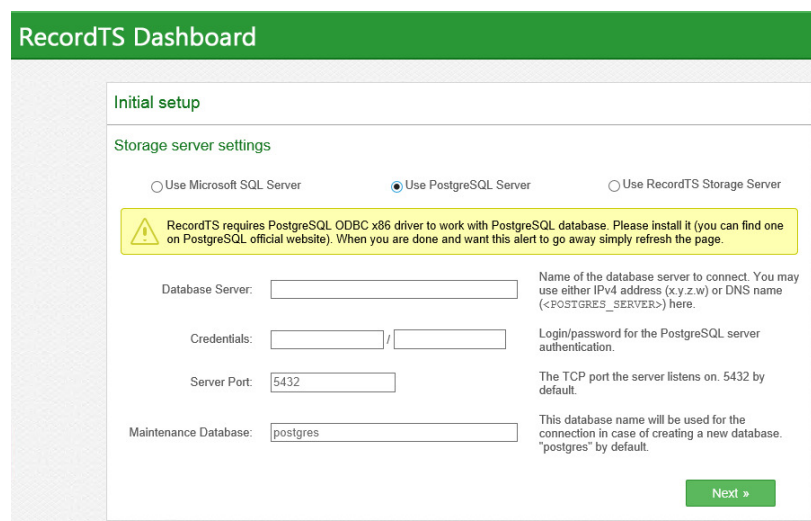 RecordTS Dashboard
Initial setup
Storage server settings
Use Microsoft SQL Server
Use PostgreSQL Server
Use RecordTS Storage Server
RecordTS requires PostgreSQL ODBC x86 driver to work with PostgreSQL database. Please install it (you can find one
on PostgreSQL official website). When you are done and want this alert to go away simply refresh the page.
Database Server:
Name of the database server to connect. You may
use either IPv4 address (x.y.z.w) or DNS name
(<POSTGRES_SERVER>) here.
Credentials:
/
Login/password for the PostgreSQL server
authentication.
Server Port:
5432
The TCP port the server listens on. 5432 by
default.
Maintenance Database:
postgres
This database name will be used for the
connection in case of creating a new database.
"postgres" by default.
Next »